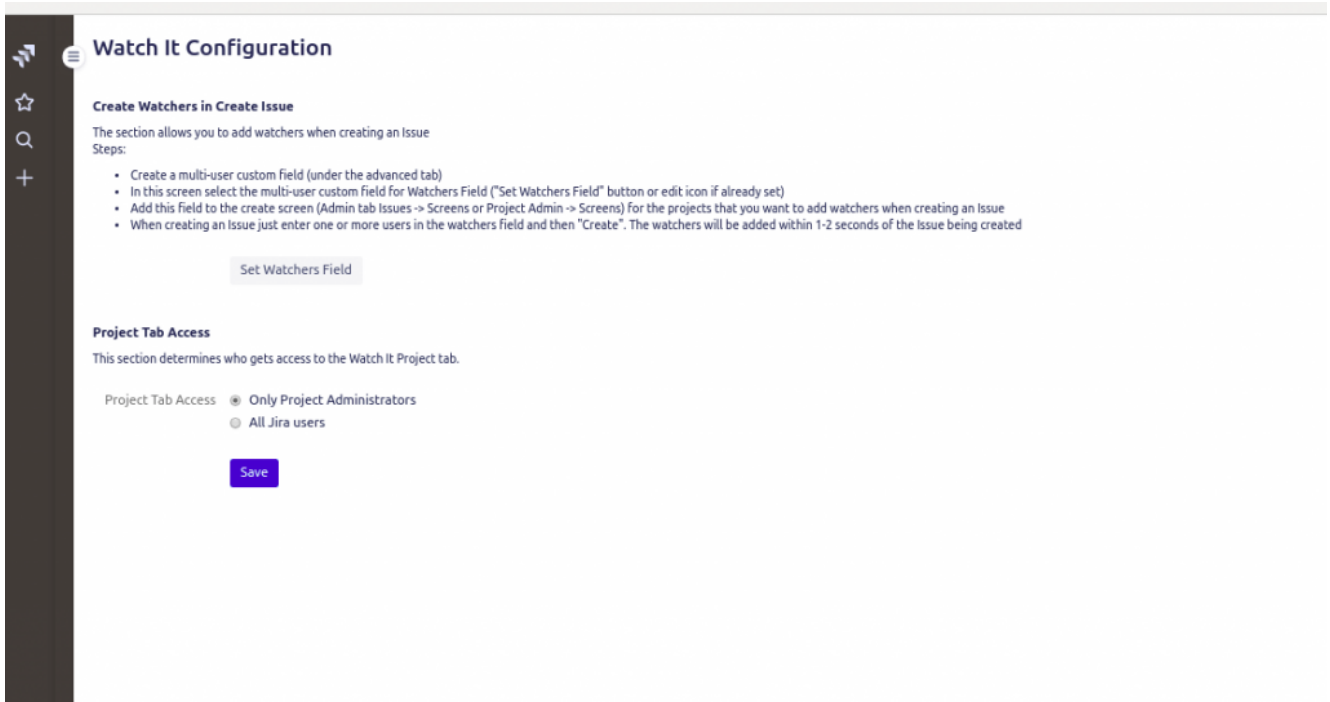 Watch It Configuration
Create Watchers in Create Issue
The section allows you to add watchers when creating an Issue
Steps:
• Create a multi-user custom field (under the advanced tab)
• In this screen select the multi-user custom field for Watchers Field ("Set Watchers Field" button or edit icon if already set)
• Add this field to the create screen (Admin tab Issues -> Screens or Project Admin -> Screens) for the projects that you want to add watchers when creating an Issue
• When creating an Issue just enter one or more users in the watchers field and then "Create". The watchers will be added within 1-2 seconds of the Issue being created
Set Watchers Field
Project Tab Access
This section determines who gets access to the Watch It Project tab.
Project Tab Access Only Project Administrators
All Jira users
Save